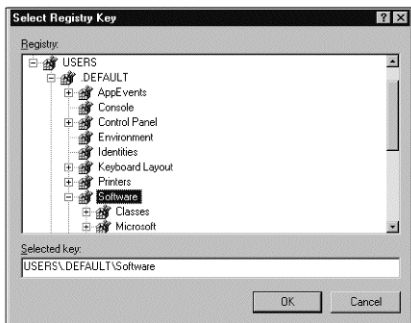 Select Registry Key
Registry:
USERS
.DEFAULT
AppEvents
Console
Control Panel
Environment
Identities
Keyboard Layout
Printers
Software
Classes
Microsoft
Selected key:
USERS\.DEFAULT\Software
OK Cancel